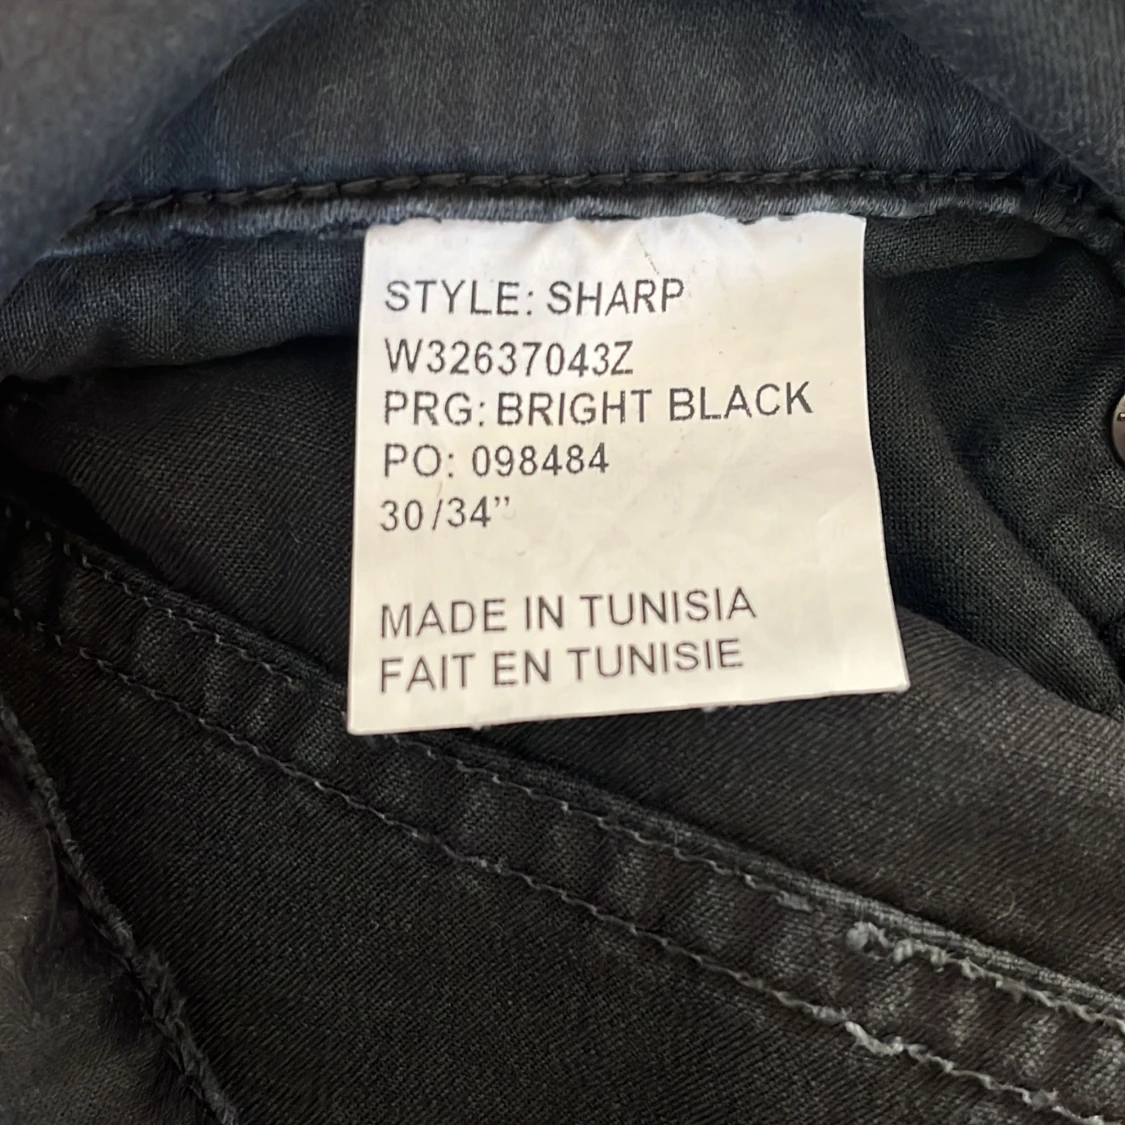 STYLE: SHARP
W32637043Z
PRG: BRIGHT BLACK
PO: 098484
30/34”
MADE IN TUNISIA
FAIT EN TUNISIE